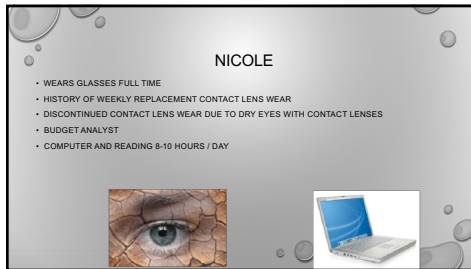 NICOLE
• WEARS GLASSES FULL TIME
• HISTORY OF WEEKLY REPLACEMENT CONTACT LENS WEAR
• DISCONTINUED CONTACT LENS WEAR DUE TO DRY EYES WITH CONTACT LENSES
• BUDGET ANALYST
• COMPUTER AND READING 8-10 HOURS / DAY